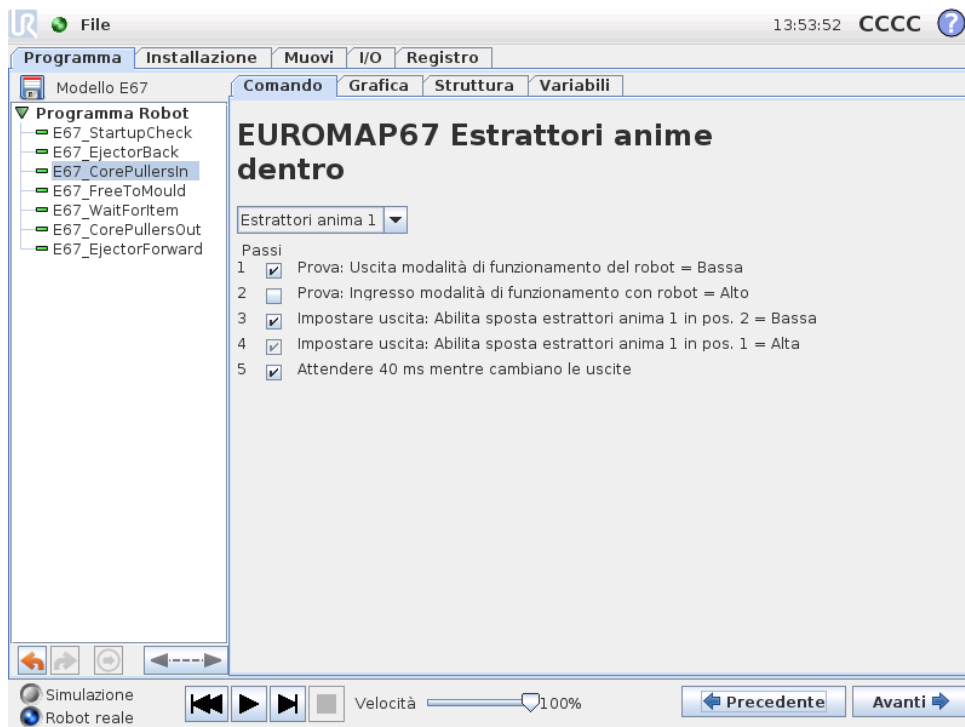 UR File 13:53:52 CCCC ?
Programma Installazione Muovi I/O Registro
Modello E67
Comando Grafica Struttura Variabili
Programma Robot
E67_StartupCheck
E67_EjectorBack
E67_CorePullersIn
E67_FreeToMould
E67_WaitForItem
E67_CorePullersOut
E67_EjectorForward
EUROMAP67 Estrattori anime
dentro
Estrattori anima 1
Passi
1 Prova: Uscita modalità di funzionamento del robot = Bassa
2 Prova: Ingresso modalità di funzionamento con robot = Alto
3 Impostare uscita: Abilita sposta estrattori anima 1 in pos. 2 = Bassa
4 Impostare uscita: Abilita sposta estrattori anima 1 in pos. 1 = Alta
5 Attendere 40 ms mentre cambiano le uscite
Simulazione
Robot reale
Velocità 100%
Precedente Avanti